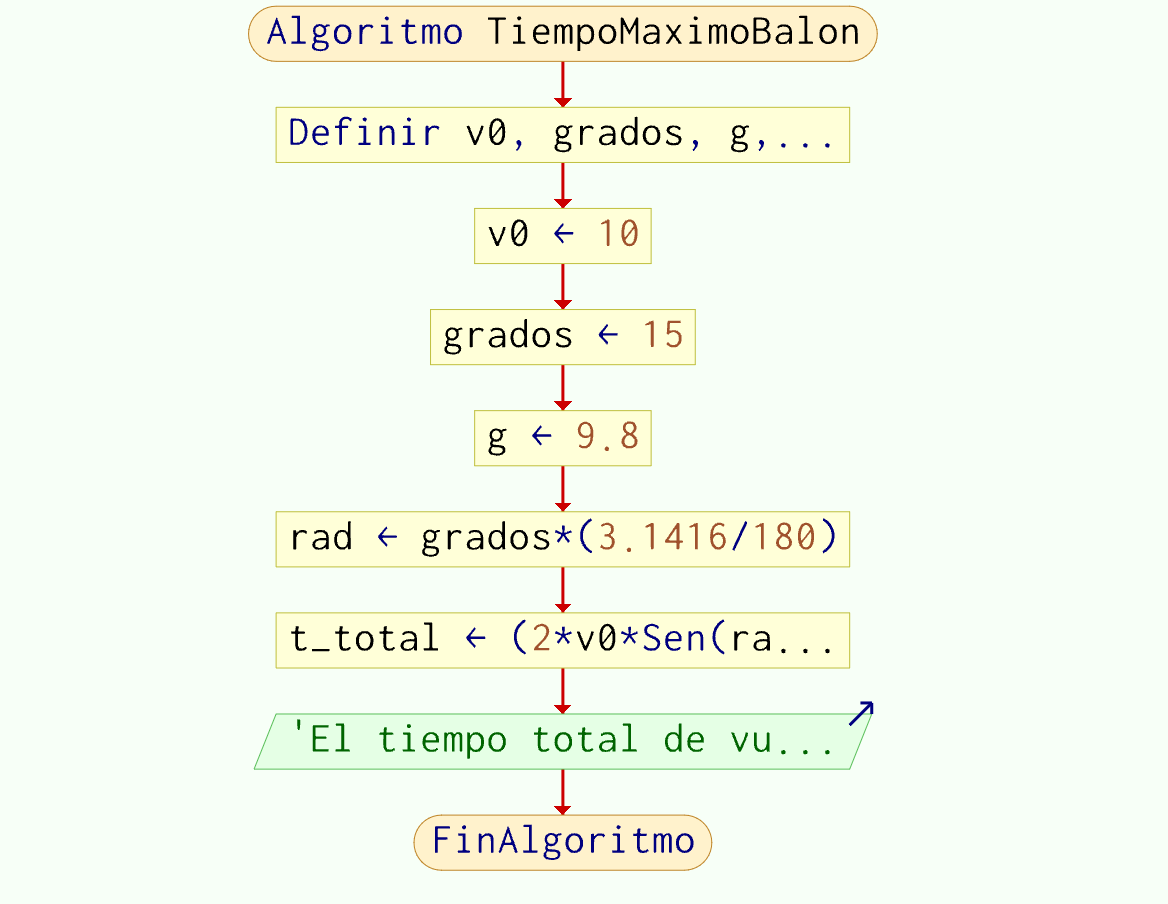 Algoritmo TiempoMaximoBalon
Definir v0, grados, g,...
v0 ← 10
grados ← 15
g ← 9.8
rad ← grados*(3.1416/180)
t_total ← (2*v0*Sen(ra...
'El tiempo total de vu...
FinAlgoritmo